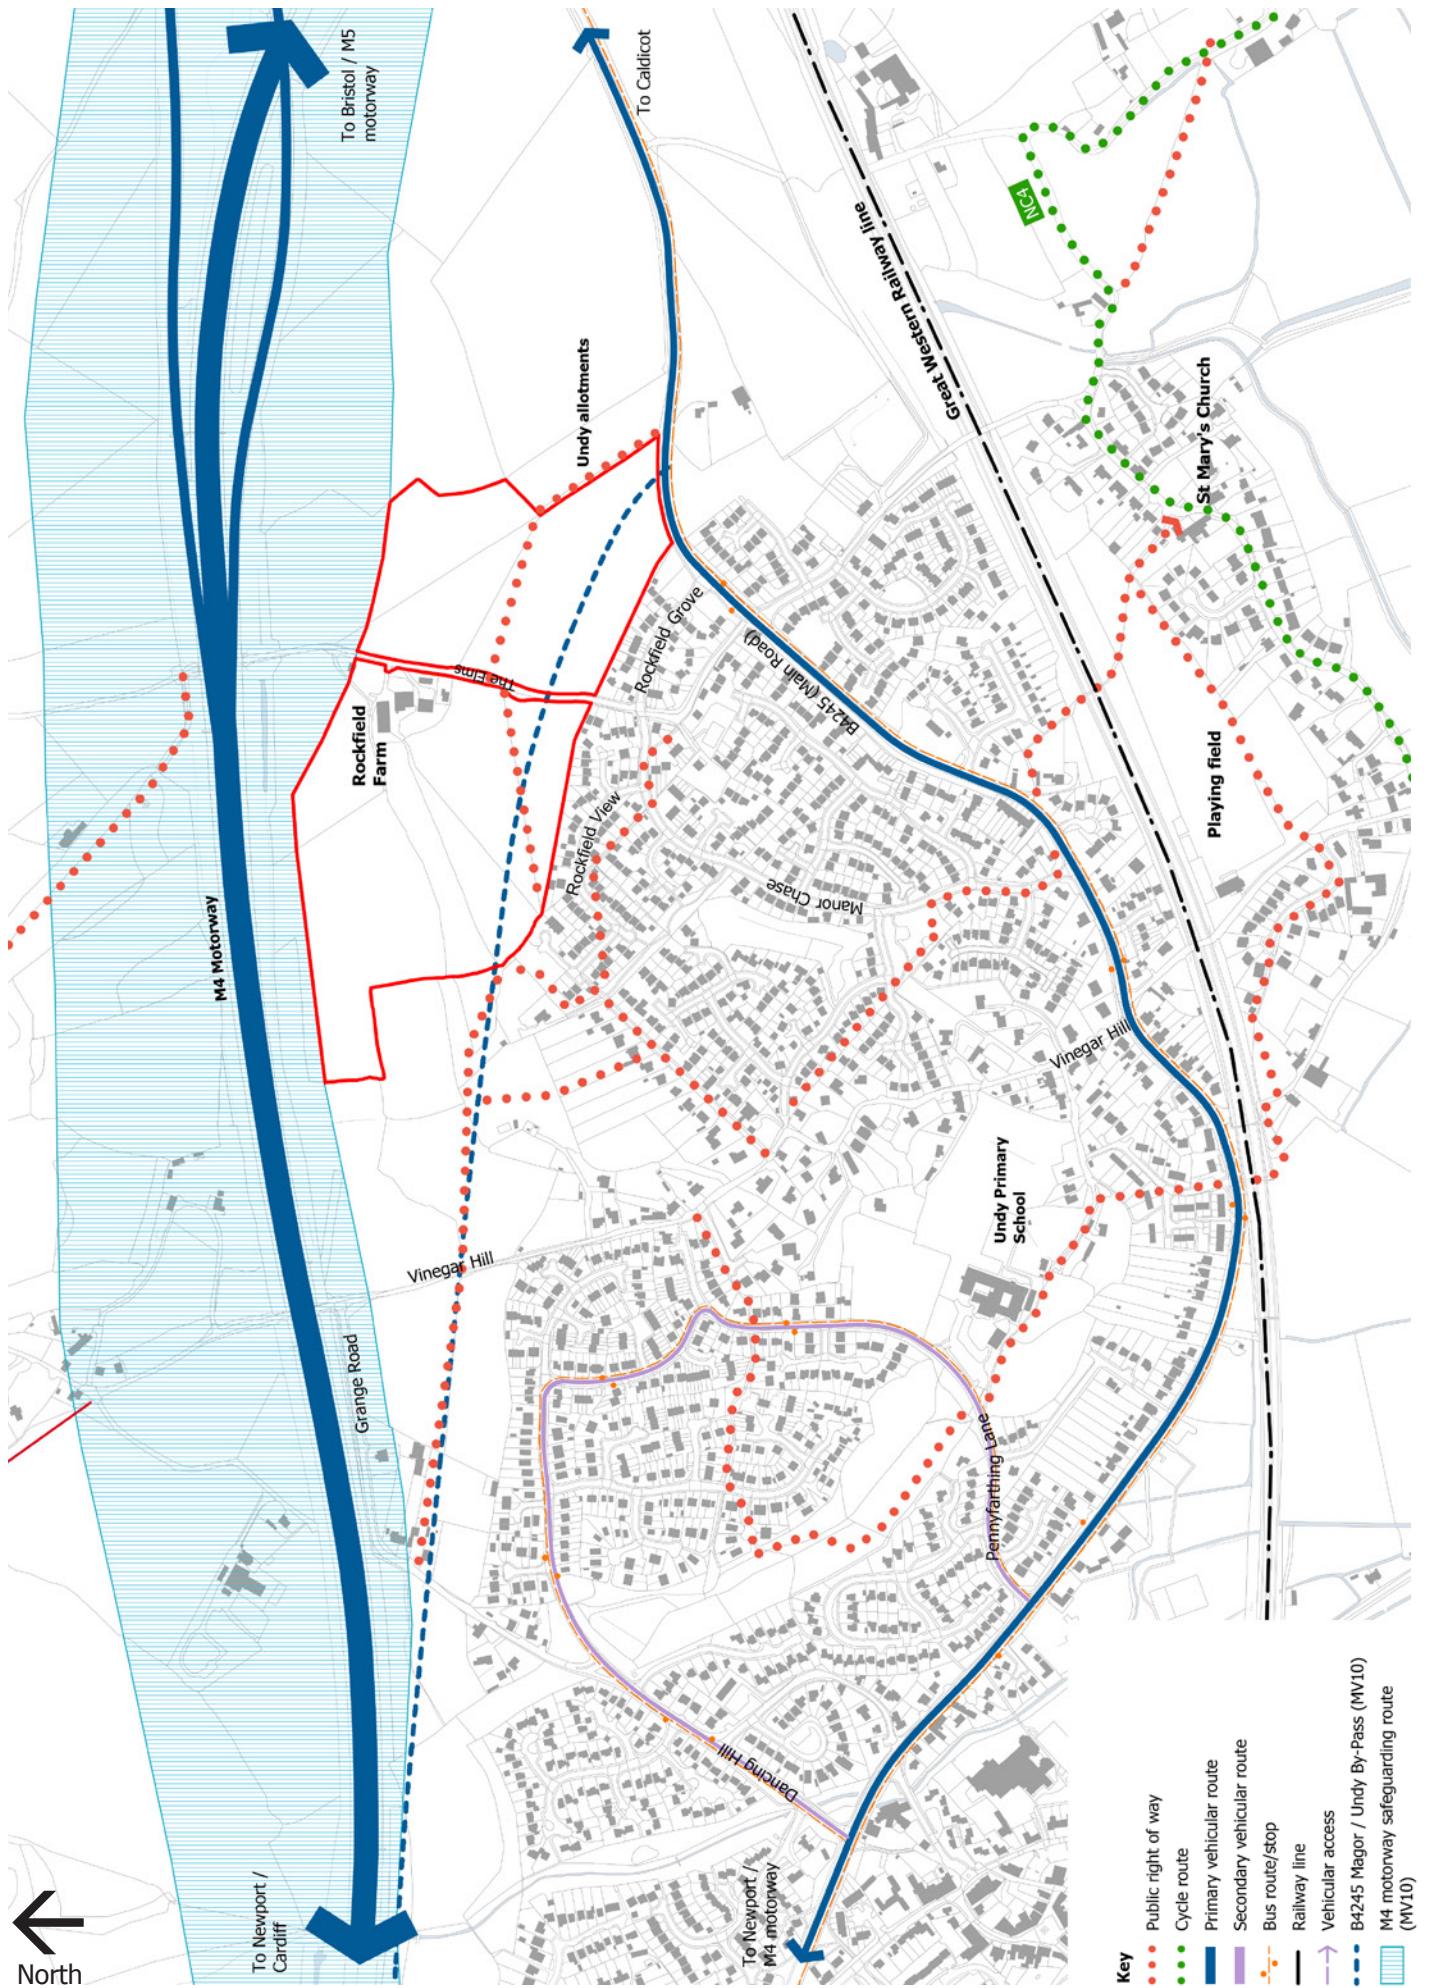 To Bristol / M5
motorway
To Caldicot
Great Western Railway line
NC4
Undy allotments
St Mary's Church
The Elms
Rockfield Grove
B4245 (Main Road)
Rockfield
Farm
Rockfield View
Manor Chase
Playing field
M4 Motorway
Vinegar Hill
Undy Primary
School
Vinegar Hill
Grange Road
Pennyfarthing Lane
Dancing Hill
To Newport /
Cardiff
To Newport /
M4 motorway
North
Key
Public right of way
Cycle route
Primary vehicular route
Secondary vehicular route
Bus route/stop
Railway line
Vehicular access
B4245 Magor / Undy By-Pass (MV10)
M4 motorway safeguarding route
(MV10)